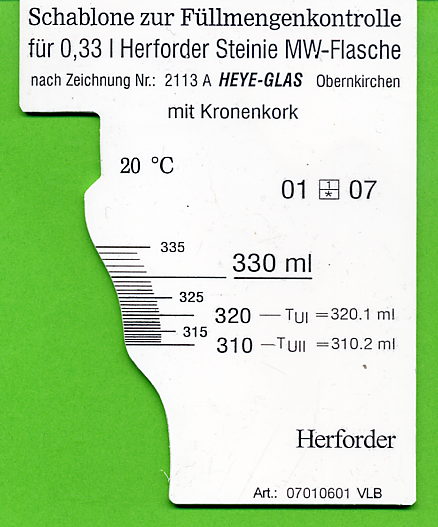 Schablone zur Füllmengenkontrolle
für 0,33 l Herforder Steinie MW-Flasche
nach Zeichnung Nr.: 2113 A HEYE-GLAS Obernkirchen
mit Kronenkork
20 °C
01 1 * 07
335
330 ml
325
320 — TUI =320.1 ml
315
310 —TUII =310.2 ml
Herforder
Art.: 07010601 VLB